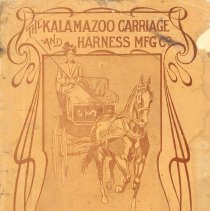 THE KALAMAZOO CARRIAGE
AND HARNESS MFG CO